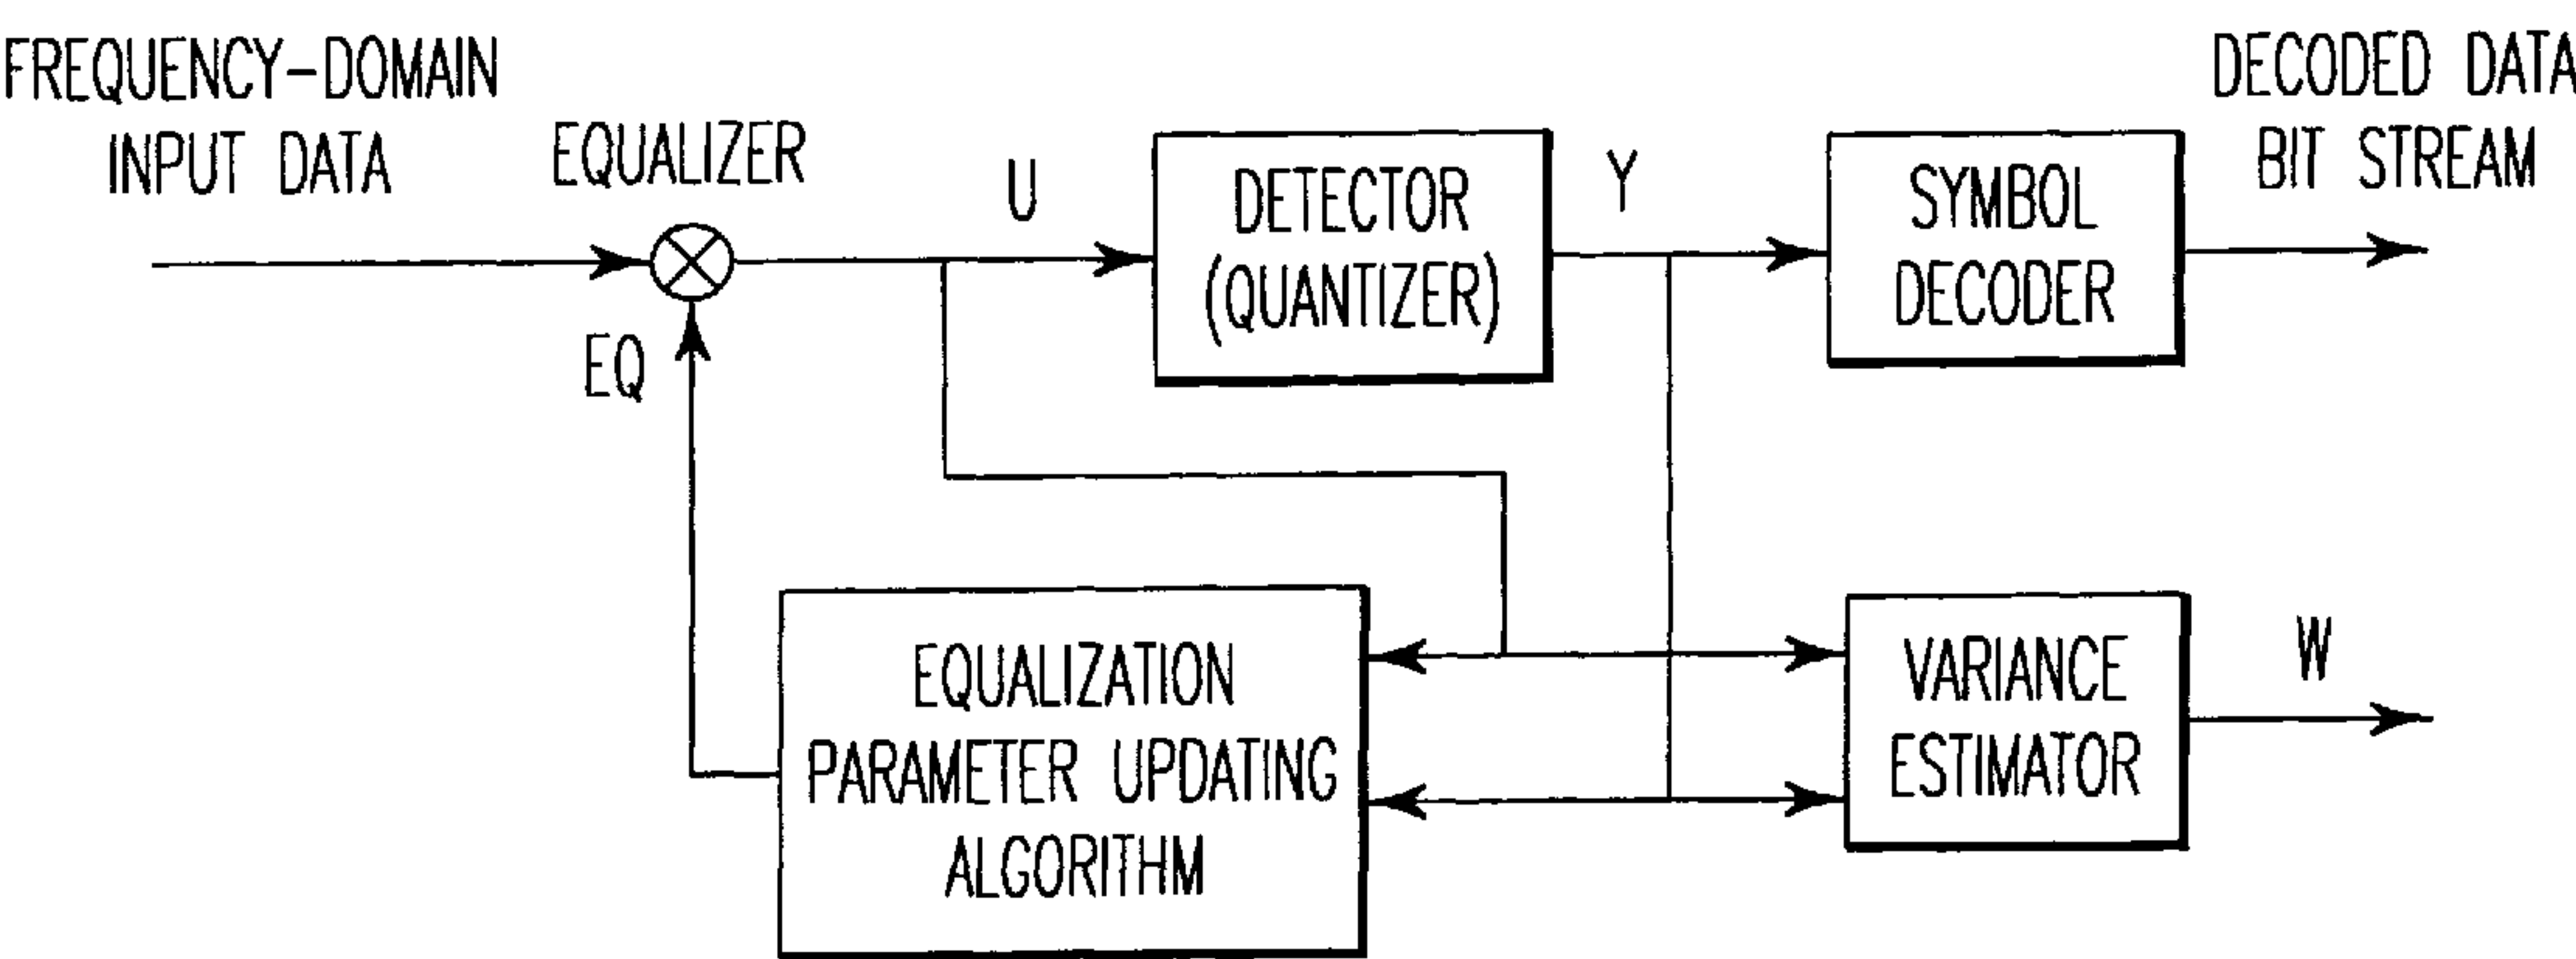 FREQUENCY-DOMAIN
INPUT DATA
EQUALIZER
U
DETECTOR
(QUANTIZER)
Y
SYMBOL
DECODER
DECODED DATA
BIT STREAM
EQ
EQUALIZATION
PARAMETER UPDATING
ALGORITHM
VARIANCE
ESTIMATOR
W